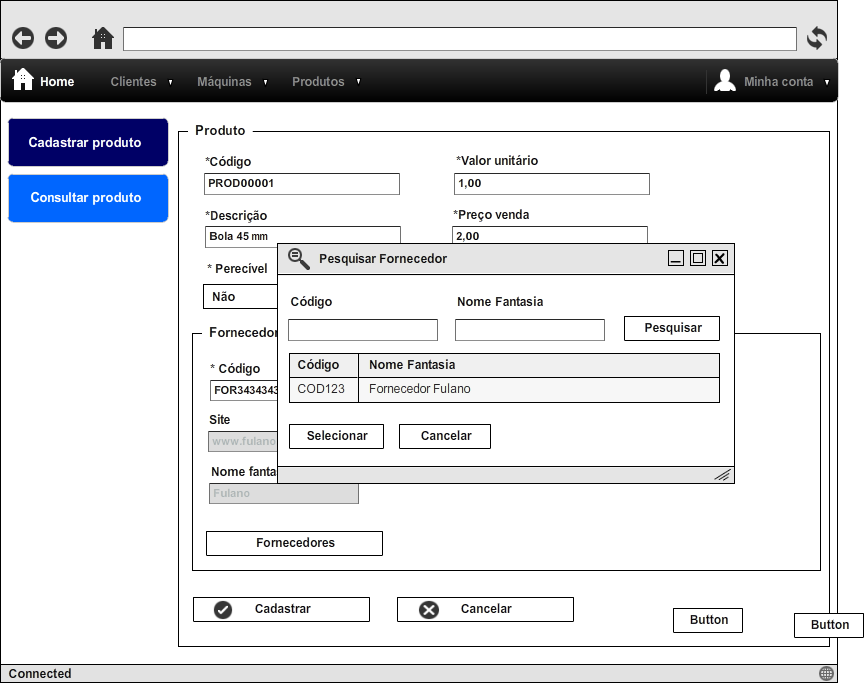 Home Clientes Máquinas Produtos Minha conta
Cadastrar produto
Consultar produto
Produto
*Código *Valor unitário
PROD00001 1,00
*Descrição *Preço venda
Bola 45 mm 2,00
* Perecível
Não
Pesquisar Fornecedor
Código Nome Fantasia
Pesquisar
Código Nome Fantasia
COD123 Fornecedor Fulano
Selecionar Cancelar
Fornecedor
* Código
FOR3434343
Site
www.fulano
Nome fanta
Fulano
Fornecedores
Cadastrar Cancelar
Button Button
Connected